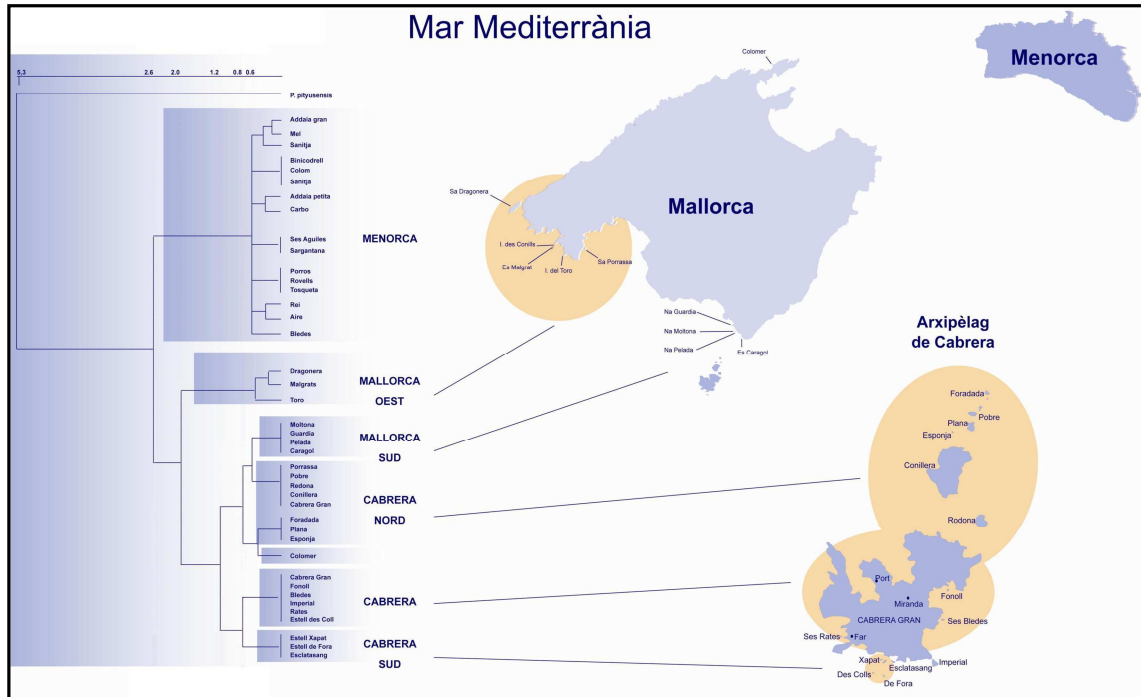 Mar Mediterrània
5,3 2.6 2.0 1.2 0.8 0.6
P. pityusensis
Addaia gran
Mel
Sanitja
Binicodrell
Colom
Sanitja
Addaia petita
Carbo
Ses Aguiles
Sargantana
Porros
Rovells
Tosqueta
Rei
Aire
Bledes
MENORCA
Dragonera
Malgrats
Toro
MALLORCA
OEST
Moltona
Guardia
Pelada
Caragol
MALLORCA
SUD
Porrassa
Pobre
Redona
Conillera
Cabrera Gran
Foradada
Plana
Esponja
CABRERA
NORD
Colomer
Cabrera Gran
Fonoll
Bledes
Imperial
Rates
Estell des Coll
CABRERA
Estell Xapat
Estell de Fora
Esclatasang
CABRERA
SUD
Colomer
Menorca
Mallorca
Sa Dragonera
I. des Conills
Es Malgrat
I. del Toro
Sa Porrassa
Na Guardia
Na Moltona
Na Pelada
Es Caragol
Arxipèlag
de Cabrera
Foradada
Pobre
Plana
Esponja
Conillera
Rodona
Port
Miranda
Fonoll
CABRERA GRAN
Ses Bledes
Ses Rates
Far
Xapat
Esclatasang
Imperial
Des Colls
De Fora